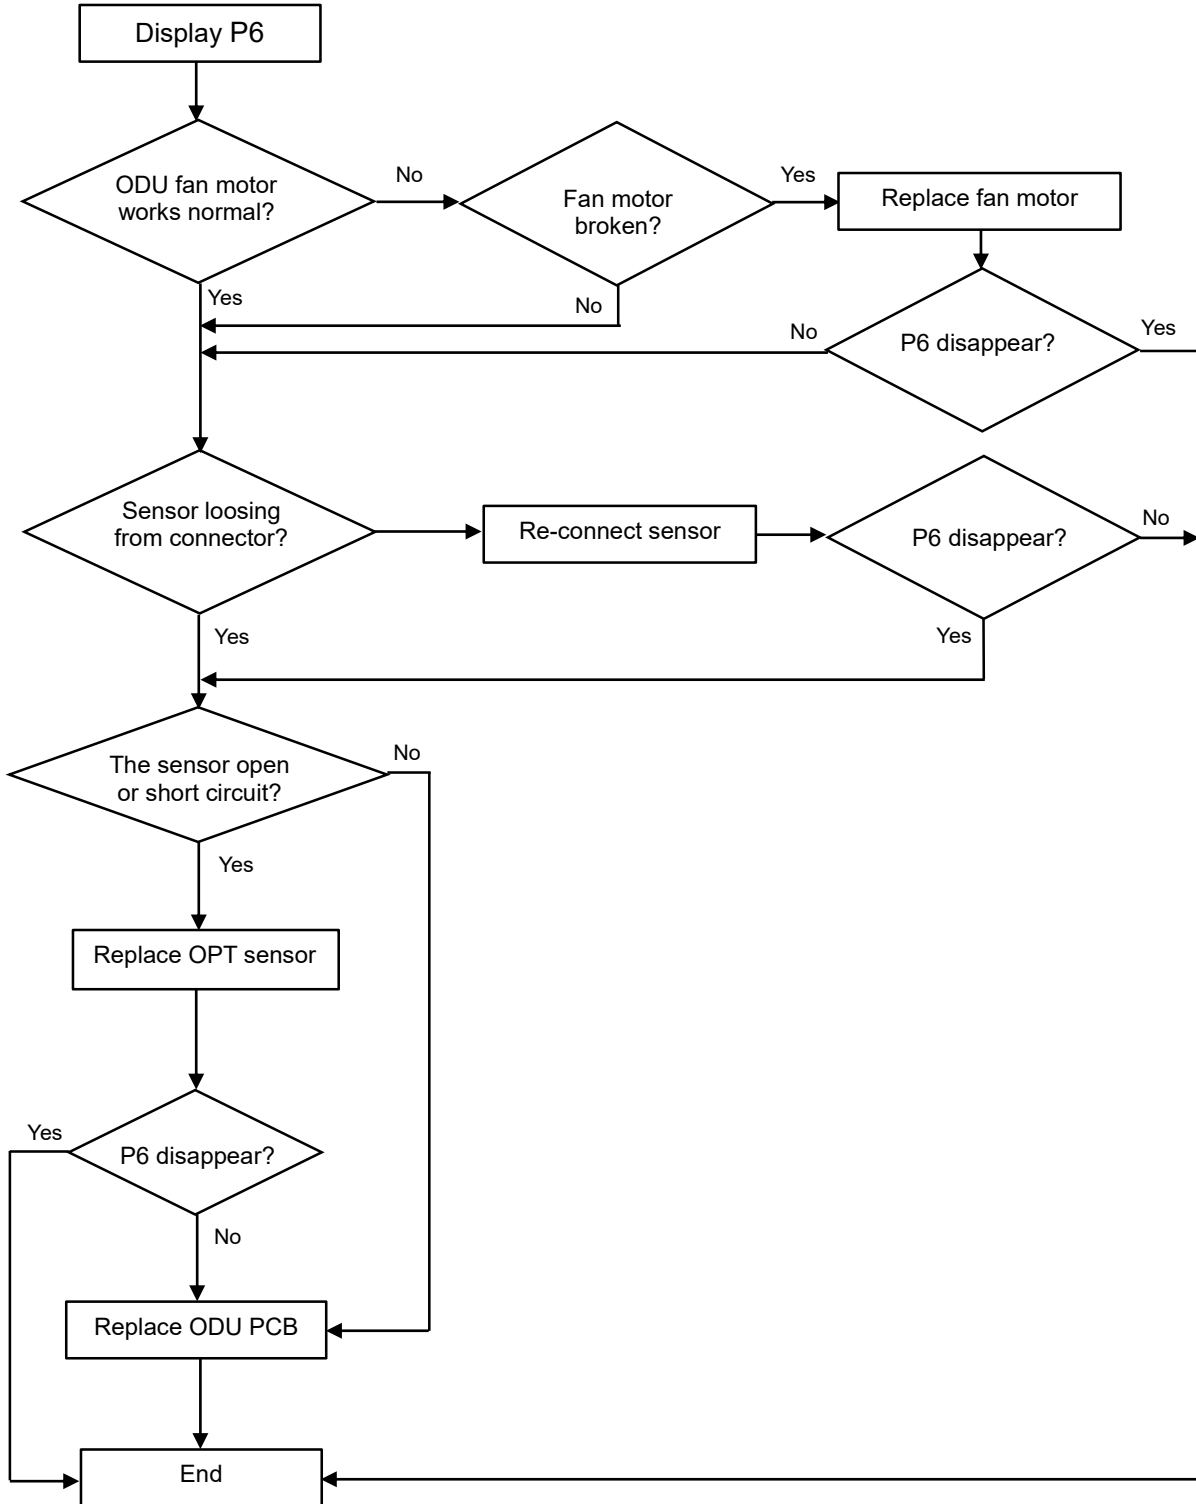 Display P6
ODU fan motor
works normal?
No
Fan motor
broken?
Yes
Replace fan motor
Yes
No
No
P6 disappear?
Yes
Sensor loosing
from connector?
Re-connect sensor
P6 disappear?
No
Yes
Yes
The sensor open
or short circuit?
No
Yes
Replace OPT sensor
Yes
P6 disappear?
No
Replace ODU PCB
End